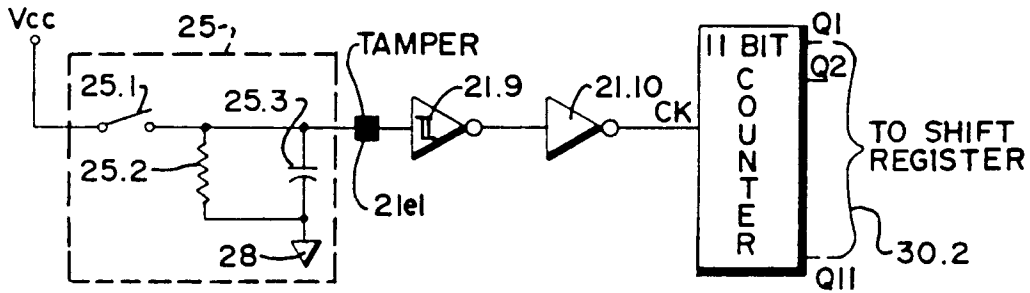 Vcc
25
TAMPER
25.1
25.3
25.2
28
21e1
21.9
21.10
CK
11 BIT
COUNTER
Q1
Q2
Q11
TO SHIFT
REGISTER
30.2